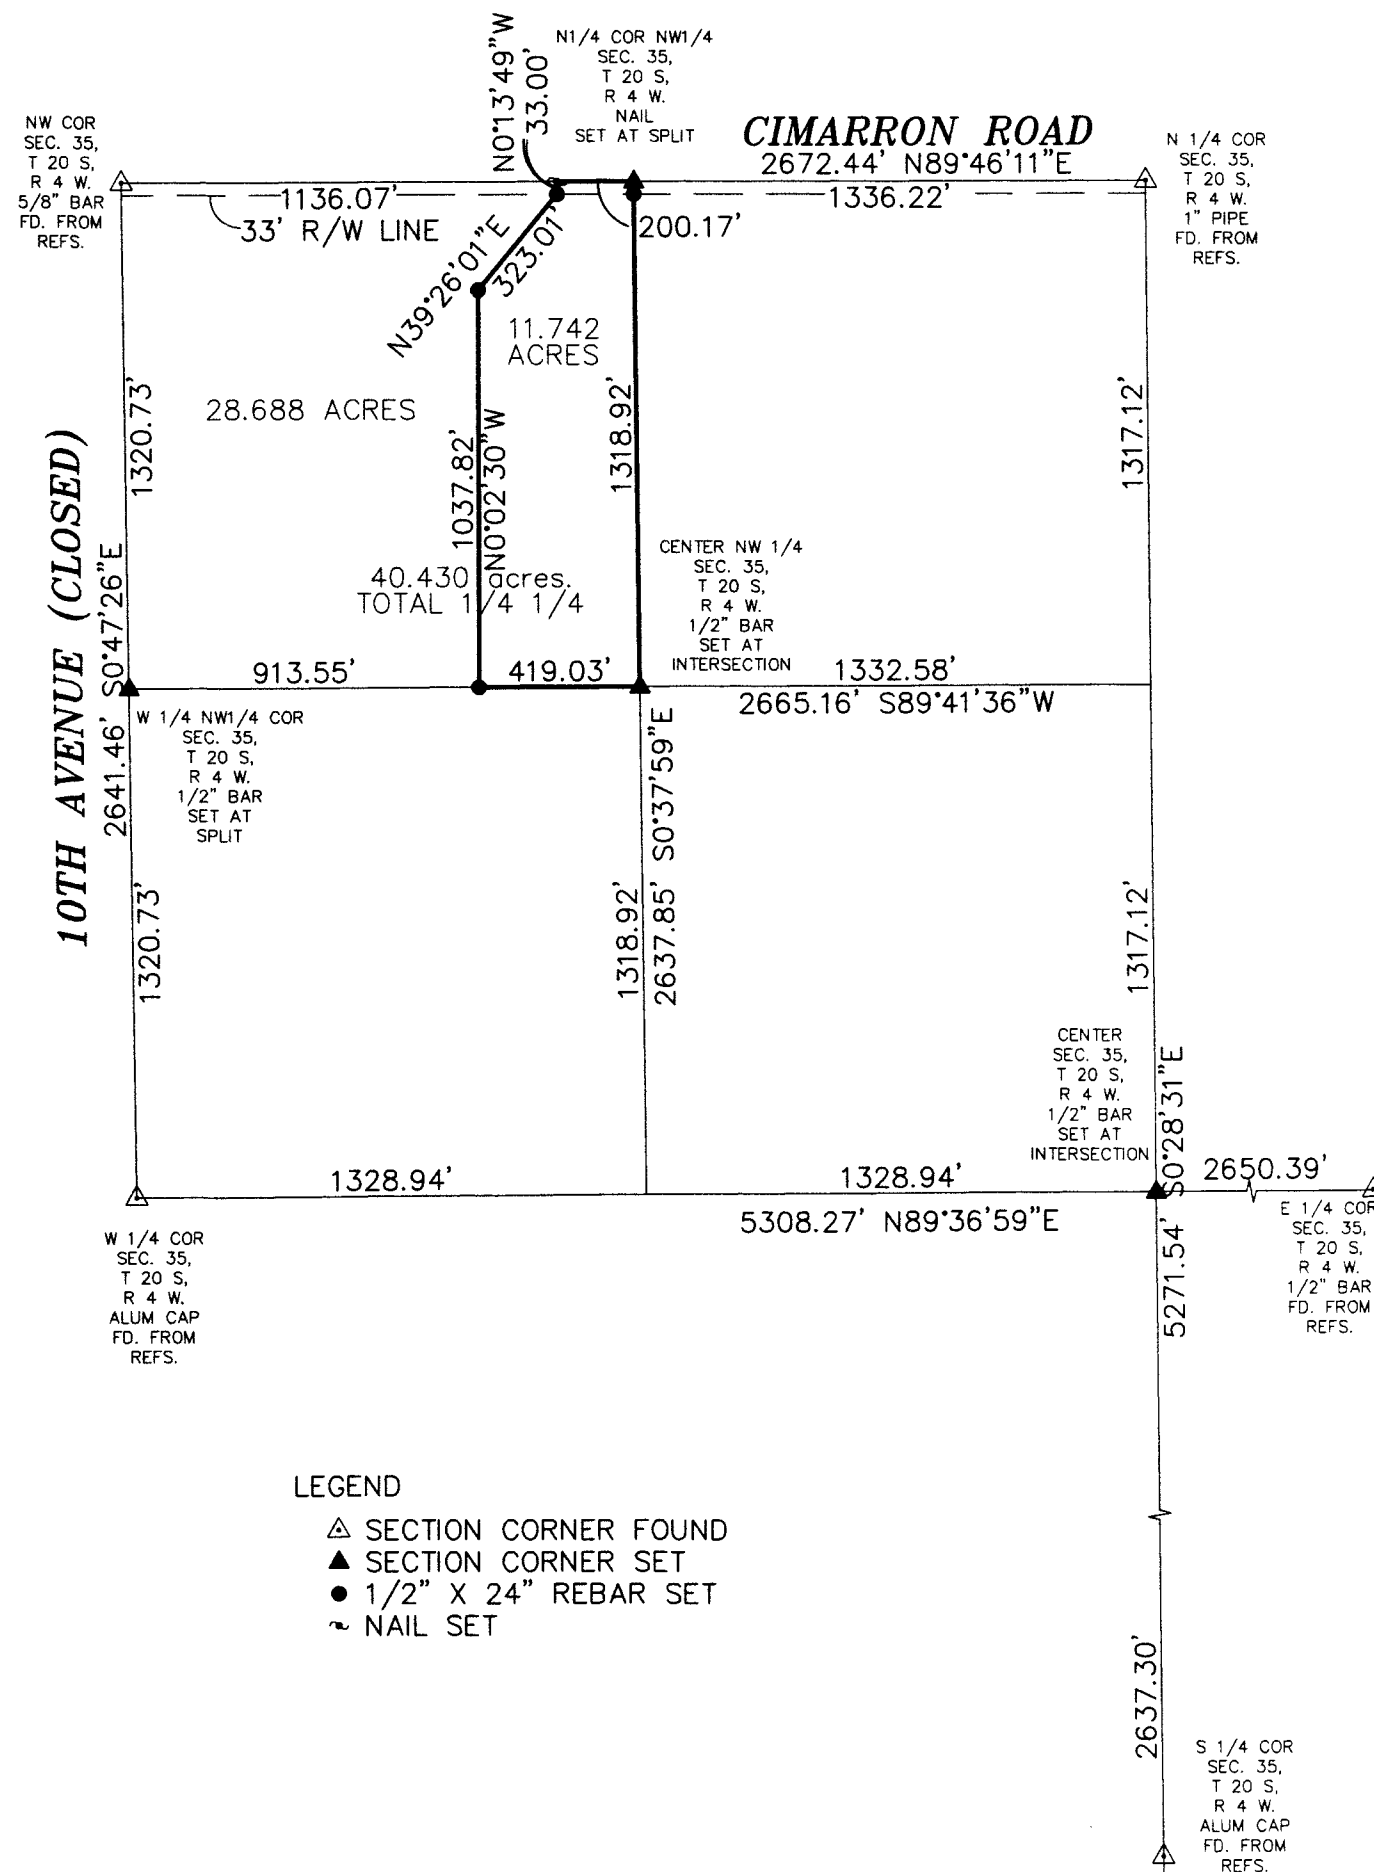 N0°13'49"W
33.00'
N1/4 COR NW1/4
SEC. 35,
T 20 S,
R 4 W.
NAIL
SET AT SPLIT
NW COR
SEC. 35,
T 20 S,
R 4 W.
5/8" BAR
FD. FROM
REFS.
CIMARRON ROAD
2672.44' N89°46'11"E
N 1/4 COR
SEC. 35,
T 20 S,
R 4 W.
1" PIPE
FD. FROM
REFS.
1136.07'
1336.22'
33' R/W LINE
200.17'
N39°26'01"E
323.01'
11.742
ACRES
28.688 ACRES
1320.73'
1037.82'
N0°02'30"W
1318.92'
1317.12'
10TH AVENUE (CLOSED)
2641.46' S0°47'26"E
40.430 acres.
TOTAL 1/4 1/4
CENTER NW 1/4
SEC. 35,
T 20 S,
R 4 W.
1/2" BAR
SET AT
INTERSECTION
913.55'
419.03'
1332.58'
2665.16' S89°41'36"W
W 1/4 NW1/4 COR
SEC. 35,
T 20 S,
R 4 W.
1/2" BAR
SET AT
SPLIT
1320.73'
1318.92'
2637.85' S0°37'59"E
1317.12'
CENTER
SEC. 35,
T 20 S,
R 4 W.
1/2" BAR
SET AT
INTERSECTION
5271.54' S0°28'31"E
1328.94'
1328.94'
2650.39'
5308.27' N89°36'59"E
W 1/4 COR
SEC. 35,
T 20 S,
R 4 W.
ALUM CAP
FD. FROM
REFS.
E 1/4 COR
SEC. 35,
T 20 S,
R 4 W.
1/2" BAR
FD. FROM
REFS.
LEGEND
SECTION CORNER FOUND
SECTION CORNER SET
1/2" X 24" REBAR SET
NAIL SET
2637.30'
S 1/4 COR
SEC. 35,
T 20 S,
R 4 W.
ALUM CAP
FD. FROM
REFS.